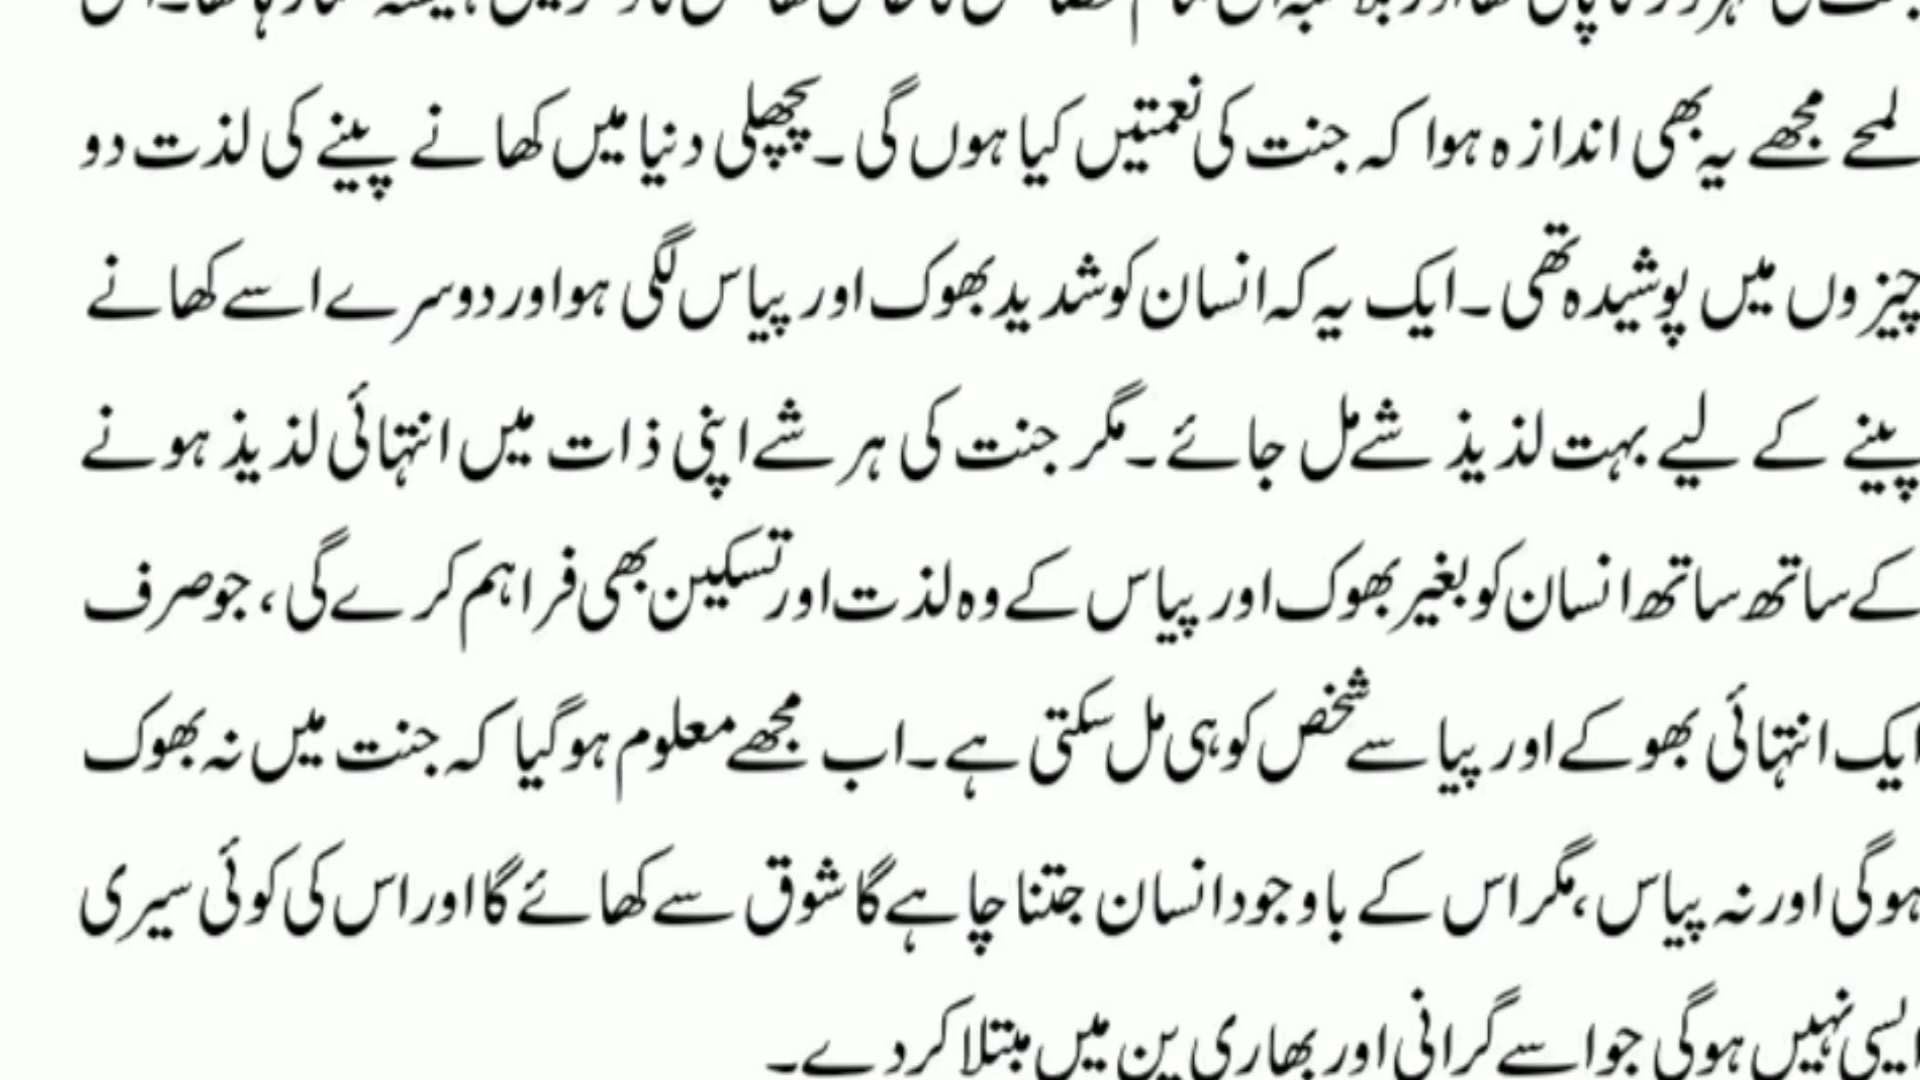 لمحے مجھے یہ بھی اندازہ ہوا کہ جنت کی نعمتیں کیا ہوں گی۔ پچھلی دنیا میں کھانے پینے کی لذت دو
چیزوں میں پوشیدہ تھی۔ ایک یہ کہ انسان کو شدید بھوک اور پیاس لگی ہو اور دوسرے اسے کھانے
پینے کے لیے بہت لذیذ شے مل جائے۔ مگر جنت کی ہر شے اپنی ذات میں انتہائی لذیذ ہونے
کے ساتھ ساتھ انسان کو بغیر بھوک اور پیاس کے وہ لذت اور تسکین بھی فراہم کرے گی، جو صرف
ایک انتہائی بھوکے اور پیاسے شخص کو ہی مل سکتی ہے۔ اب مجھے معلوم ہو گیا کہ جنت میں نہ بھوک
ہوگی اور نہ پیاس، مگر اس کے باوجود انسان جتنا چاہے گا شوق سے کھائے گا اور اس کی کوئی سیری
ایسی نہیں ہوگی جو اسے گرانی اور بھاری پن میں مبتلا کر دے۔